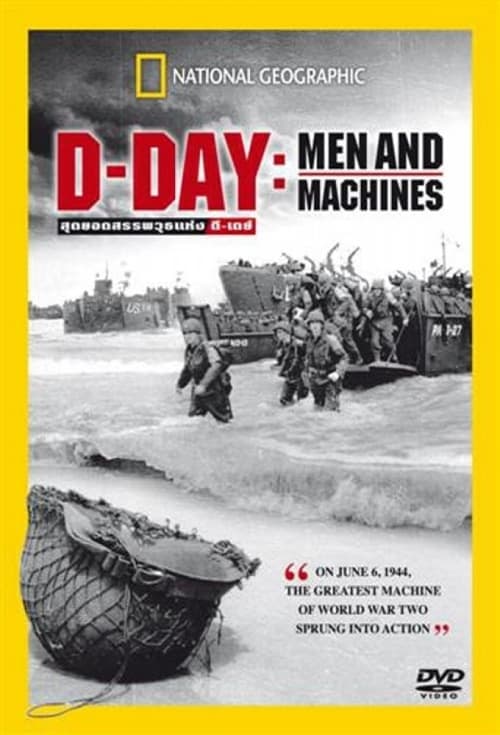 NATIONAL GEOGRAPHIC
D-DAY: MEN AND
MACHINES
สุดยอดสรรพวุธแห่ง ดี-เดย์
US
PA 1-27
“ ON JUNE 6, 1944,
THE GREATEST MACHINE
OF WORLD WAR TWO
SPRUNG INTO ACTION ”
DVD
VIDEO